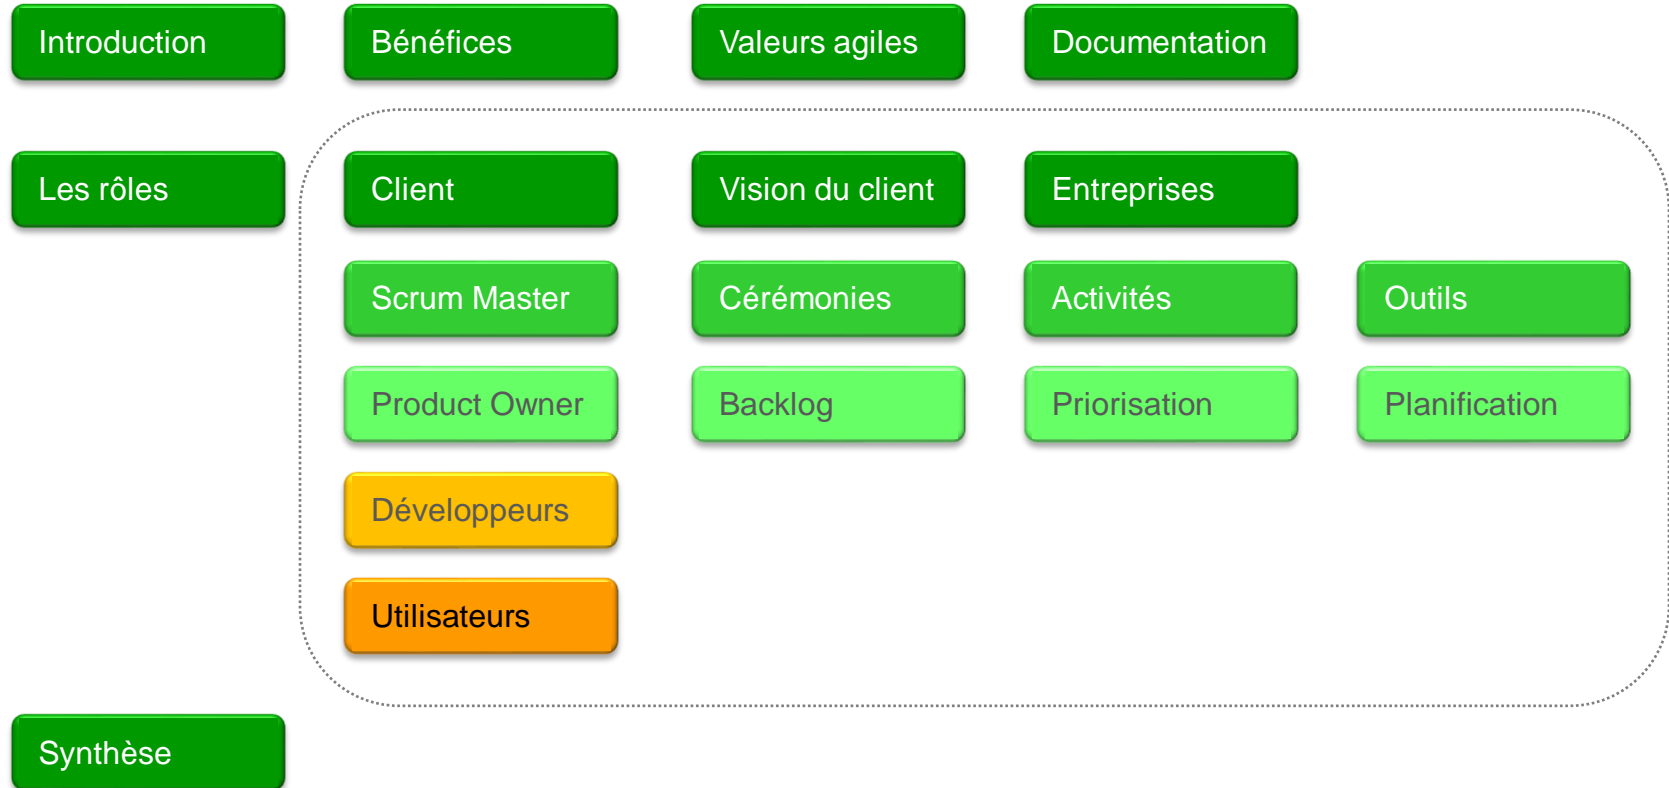 Introduction
Bénéfices
Valeurs agiles
Documentation
Les rôles
Client
Vision du client
Entreprises
Scrum Master
Cérémonies
Activités
Outils
Product Owner
Backlog
Priorisation
Planification
Développeurs
Utilisateurs
Synthèse